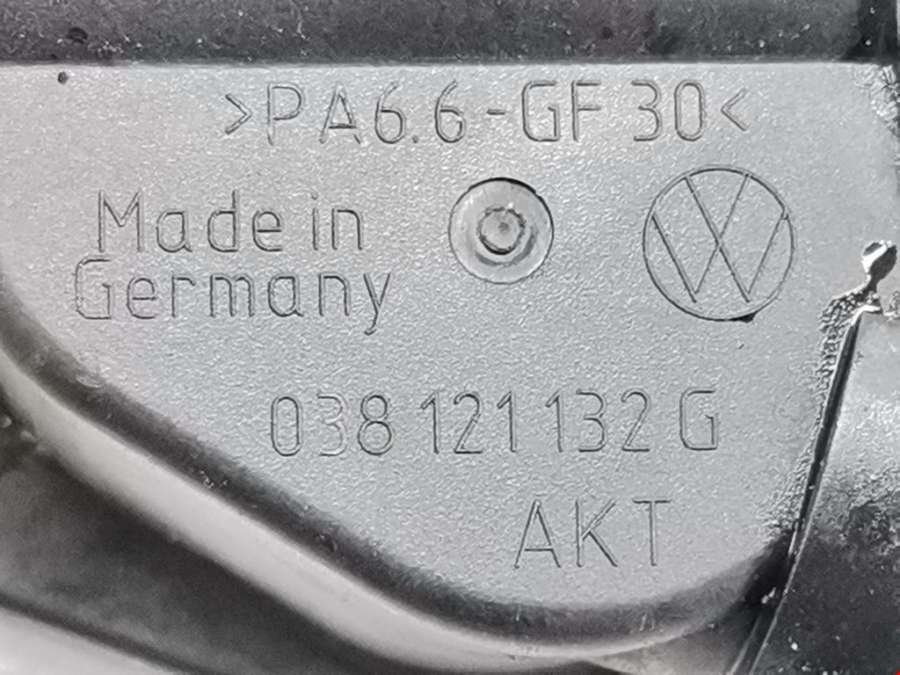 >PA6.6-GF30<
Made in
Germany
038 121 132 G
AKT